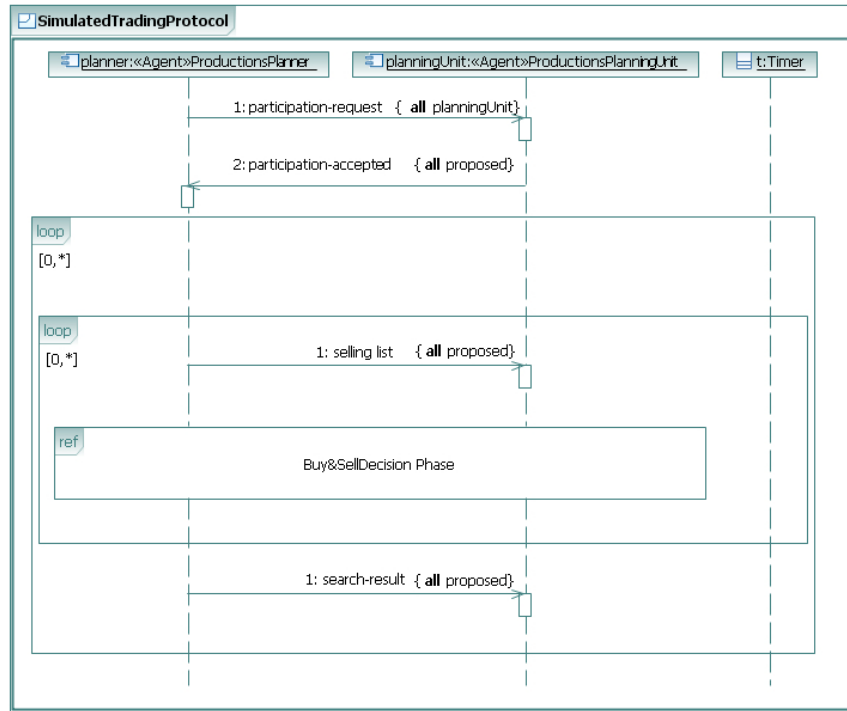 SimulatedTradingProtocol
planner:«Agent»ProductionsPlanner
planningUnit:«Agent»ProductionsPlanningUnit
t:Timer
1: participation-request { all planningUnit}
2: participation-accepted { all proposed}
loop
[0,*]
loop
[0,*]
1: selling list { all proposed}
ref
Buy&SellDecision Phase
1: search-result { all proposed}